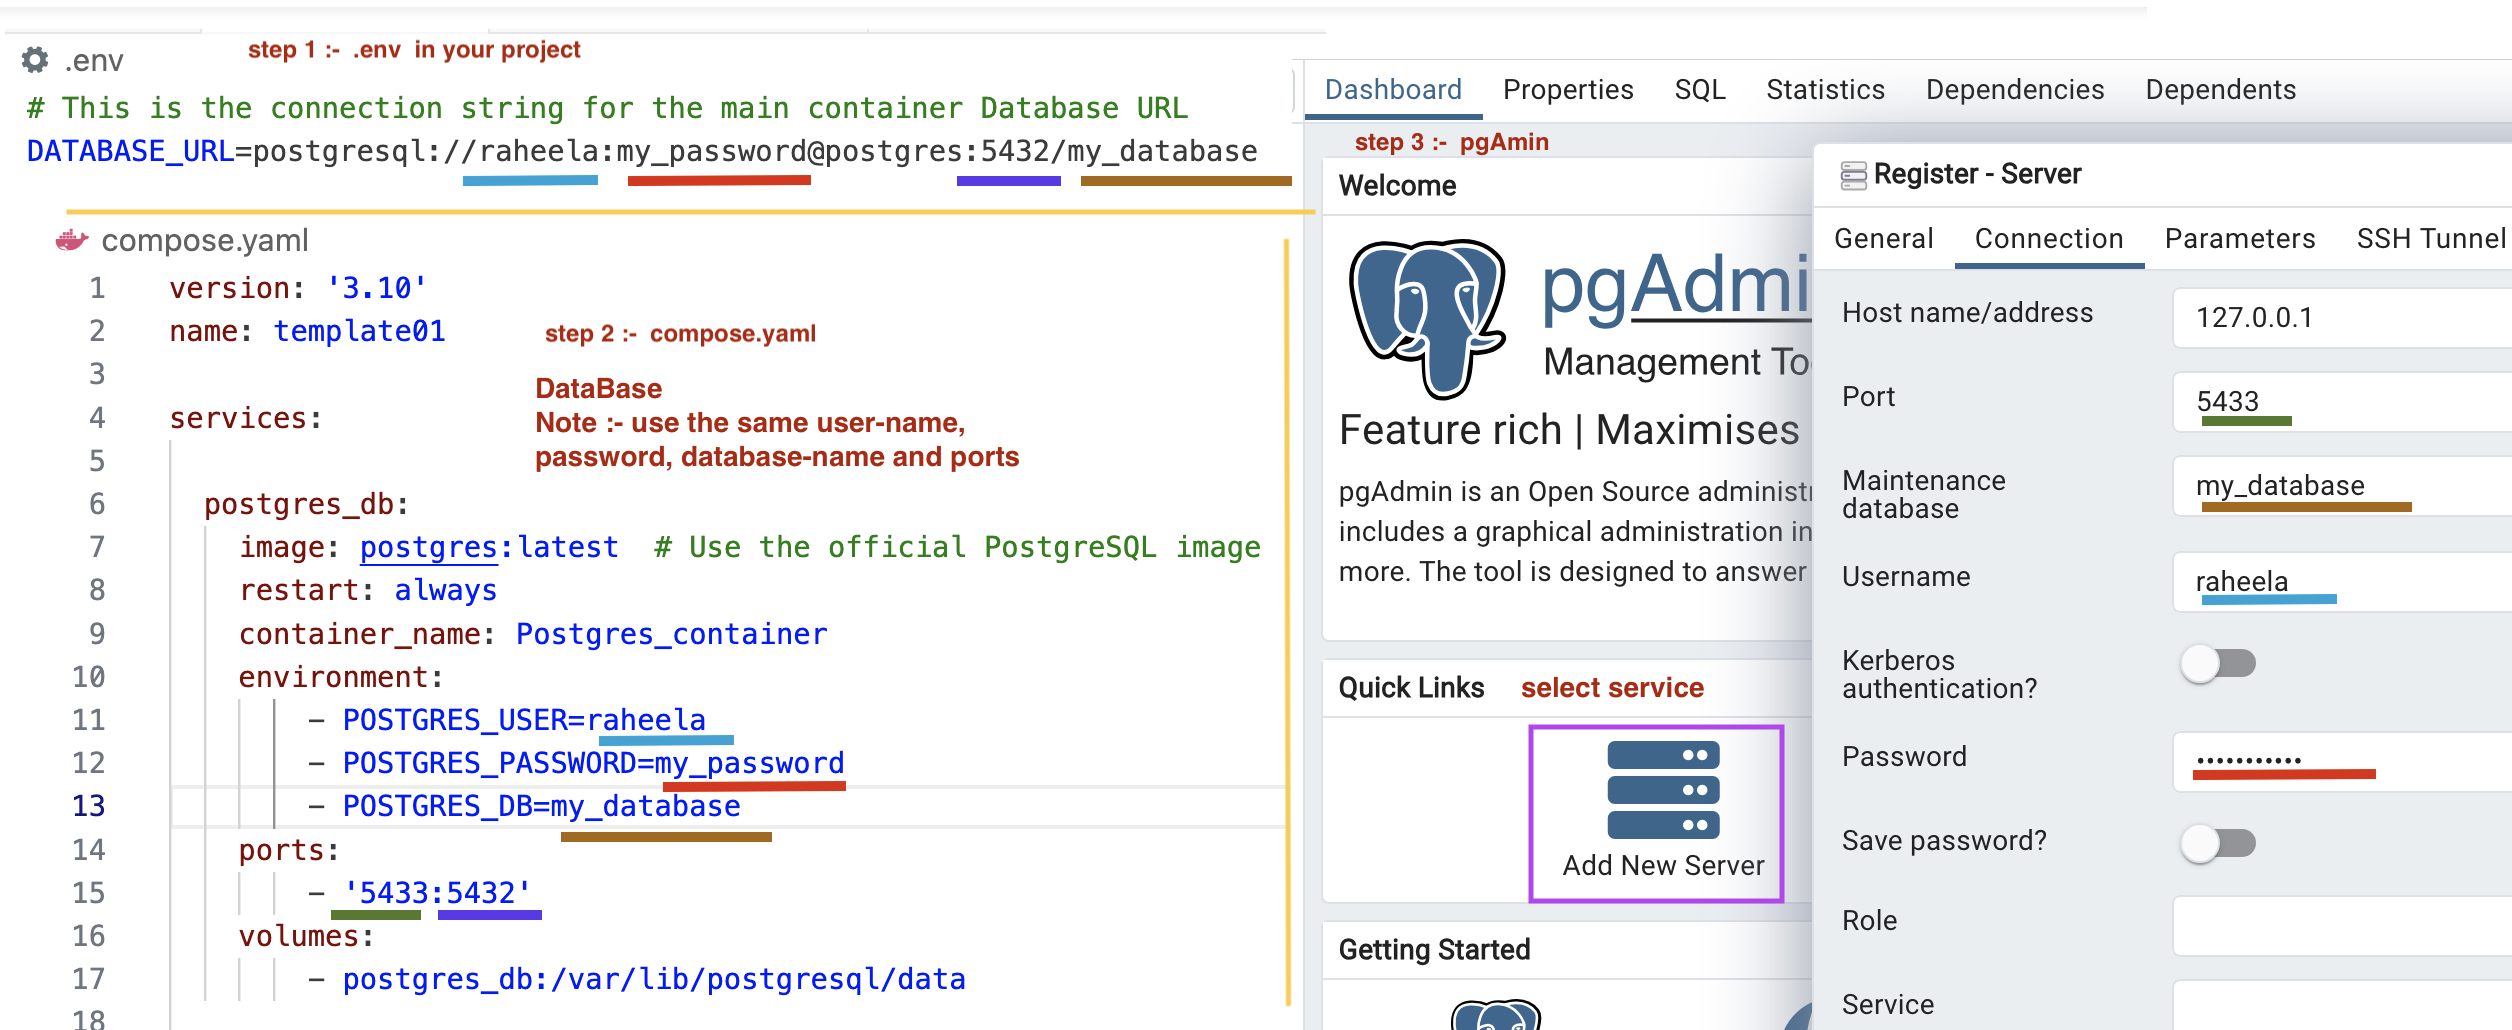 step 1 :-  .env  in your project
.env
# This is the connection string for the main container Database URL
DATABASE_URL=postgresql://raheela:my_password@postgres:5432/my_database
compose.yaml
1 version: '3.10'
2 name: template01
step 2 :-  compose.yaml
3
DataBase
4 services:
Note :- use the same user-name,
password, database-name and ports
5
6 postgres_db:
7 image: postgres:latest  # Use the official PostgreSQL image
8 restart: always
9 container_name: Postgres_container
10 environment:
11 - POSTGRES_USER=raheela
12 - POSTGRES_PASSWORD=my_password
13 - POSTGRES_DB=my_database
14 ports:
15 - '5433:5432'
16 volumes:
17 - postgres_db:/var/lib/postgresql/data
18
Dashboard Properties SQL Statistics Dependencies Dependents
step 3 :-  pgAmin
Welcome
pgAdmi
Management To
Feature rich | Maximises
pgAdmin is an Open Source administr
includes a graphical administration in
more. The tool is designed to answer
Quick Links
select service
Add New Server
Getting Started
Register - Server
General Connection Parameters SSH Tunnel
Host name/address 127.0.0.1
Port 5433
Maintenance
database
my_database
Username raheela
Kerberos
authentication?
Password •••••••••••
Save password?
Role
Service